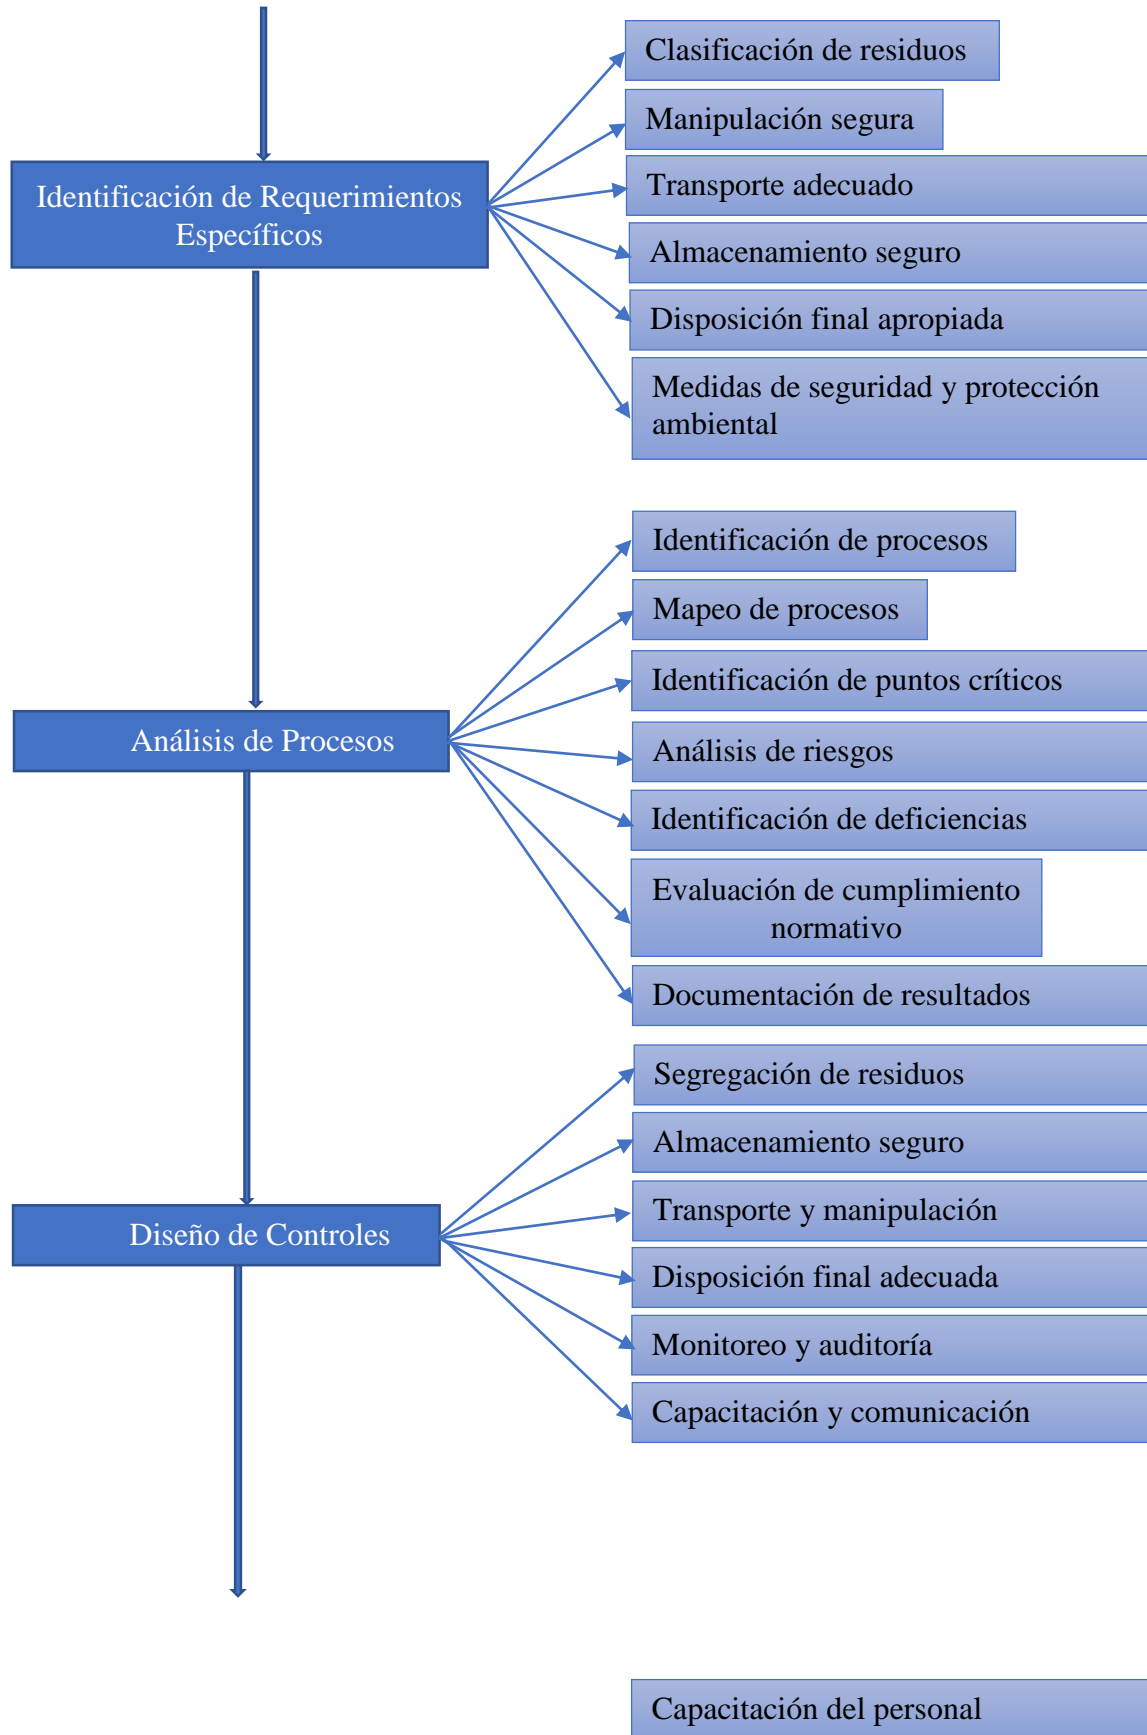 Identificación de Requerimientos
Específicos
Clasificación de residuos
Manipulación segura
Transporte adecuado
Almacenamiento seguro
Disposición final apropiada
Medidas de seguridad y protección
ambiental
Análisis de Procesos
Identificación de procesos
Mapeo de procesos
Identificación de puntos críticos
Análisis de riesgos
Identificación de deficiencias
Evaluación de cumplimiento
normativo
Documentación de resultados
Diseño de Controles
Segregación de residuos
Almacenamiento seguro
Transporte y manipulación
Disposición final adecuada
Monitoreo y auditoría
Capacitación y comunicación
Capacitación del personal